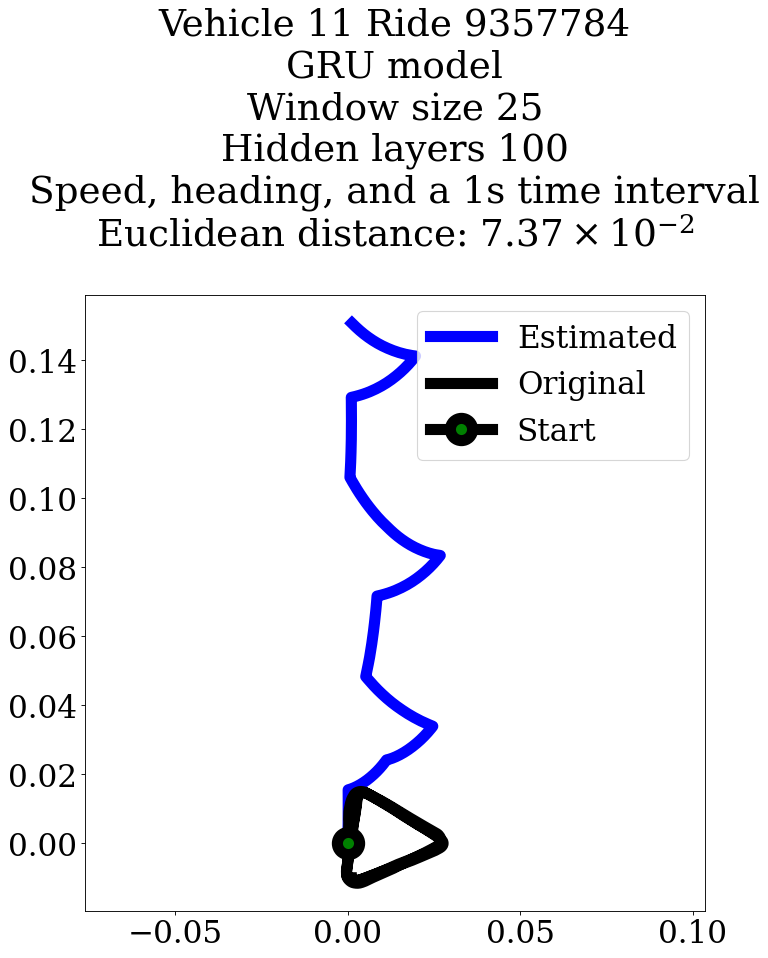 Vehicle 11 Ride 9357784
GRU model
Window size 25
Hidden layers 100
Speed, heading, and a 1s time interval
Euclidean distance: 7.37 × 10⁻²
Estimated
Original
Start
0.14
0.12
0.10
0.08
0.06
0.04
0.02
0.00
−0.05 0.00 0.05 0.10